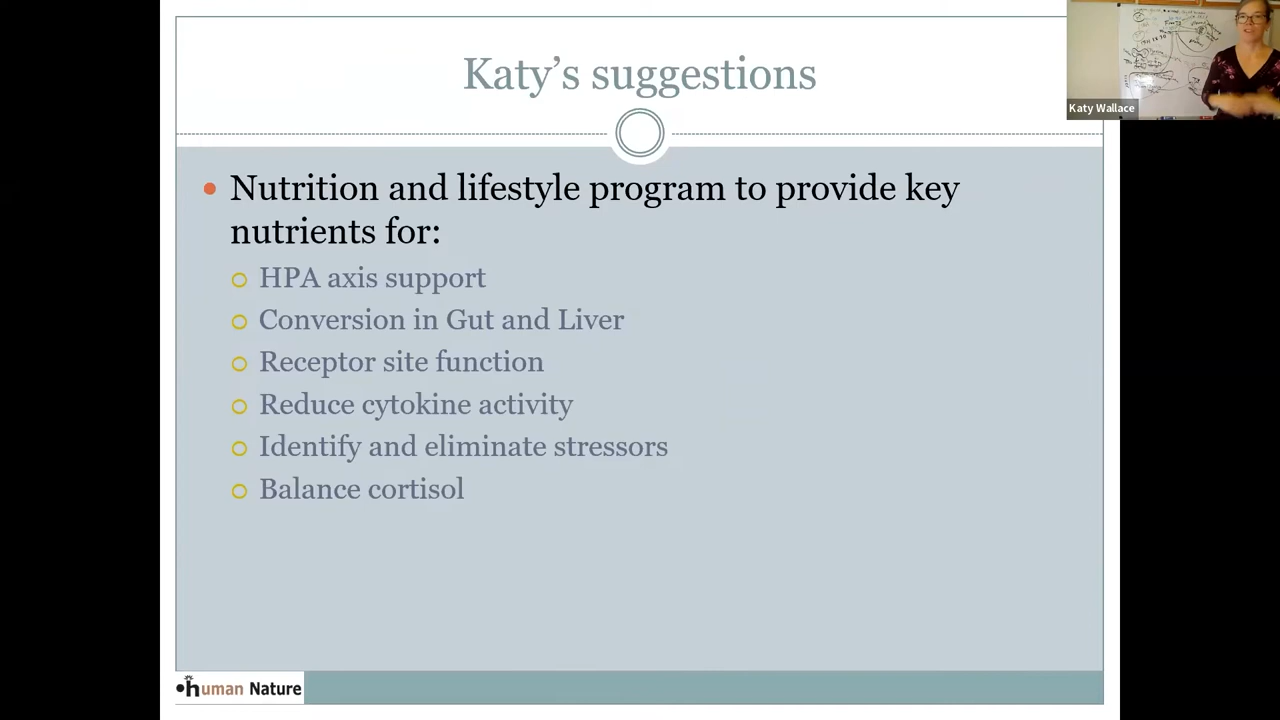 Katy's suggestions
Katy Wallace
Nutrition and lifestyle program to provide key
nutrients for:
HPA axis support
Conversion in Gut and Liver
Receptor site function
Reduce cytokine activity
Identify and eliminate stressors
Balance cortisol
human Nature